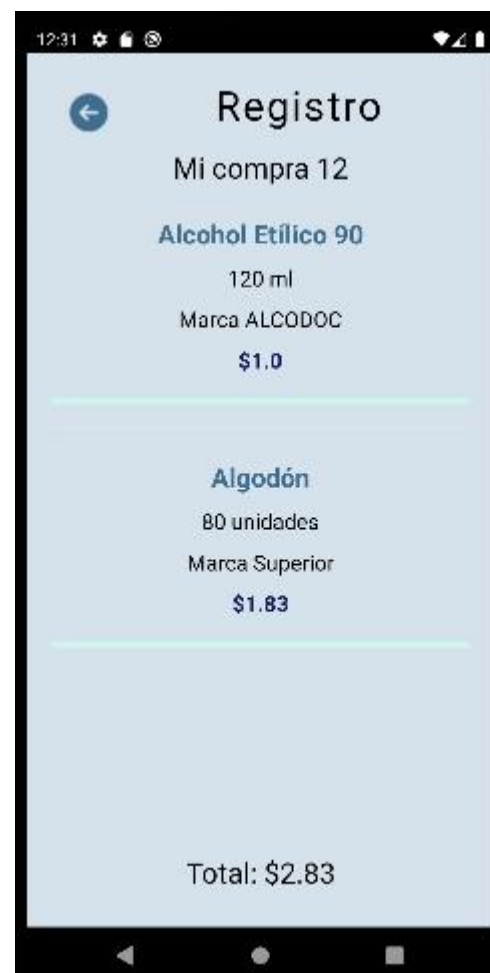 12:31
Registro
Mi compra 12
Alcohol Etílico 90
120 ml
Marca ALCODOC
$1.0
Algodón
80 unidades
Marca Superior
$1.83
Total: $2.83